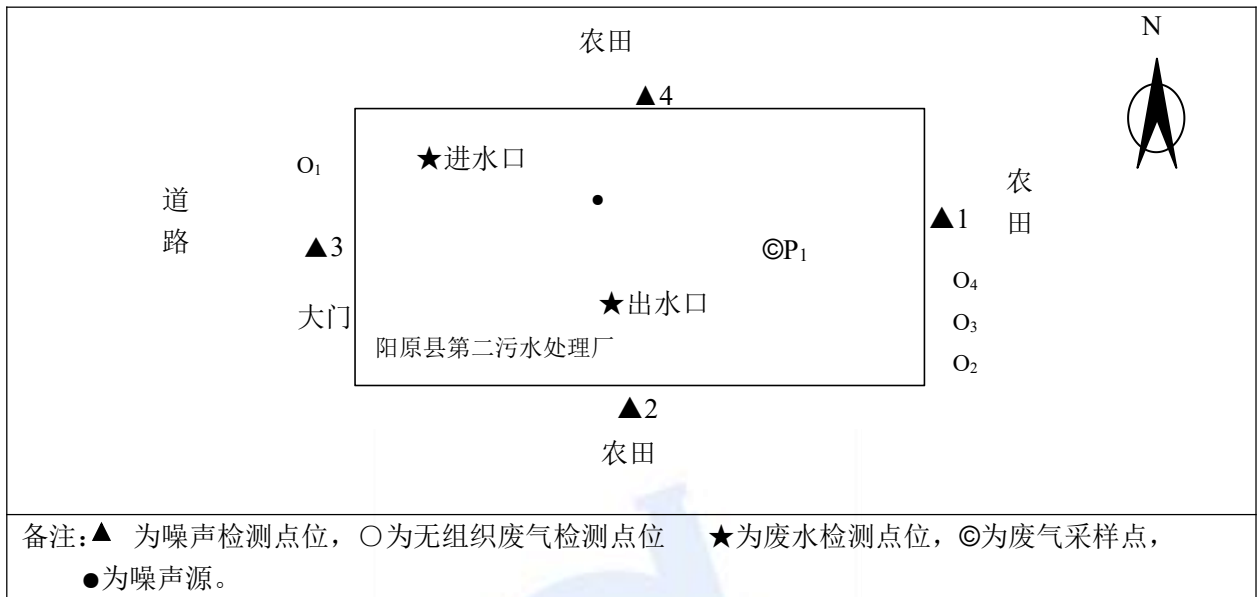 农田
N
▲4
O₁
★进水口
农田
道路
▲1
▲3
©P₁
O₄
大门
★出水口
O₃
阳原县第二污水处理厂
O₂
▲2
农田
备注:▲ 为噪声检测点位，○为无组织废气检测点位 ★为废水检测点位，©为废气采样点，
●为噪声源。